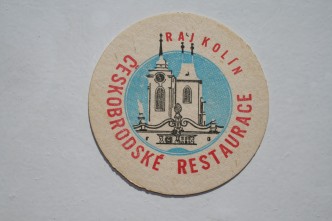 RAJ KOLÍN
ČESKOBRODSKÉ RESTAURACE